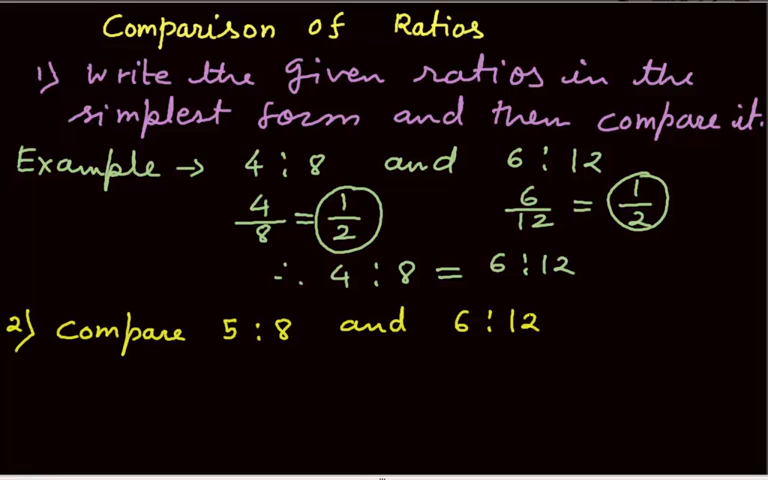 Comparison of Ratios
1) Write the given ratios in the
simplest form and then compare it.
Example → 4 : 8 and 6 : 12
4/8 = 1/2 6/12 = 1/2
∴ 4 : 8 = 6 : 12
2) Compare 5 : 8 and 6 : 12